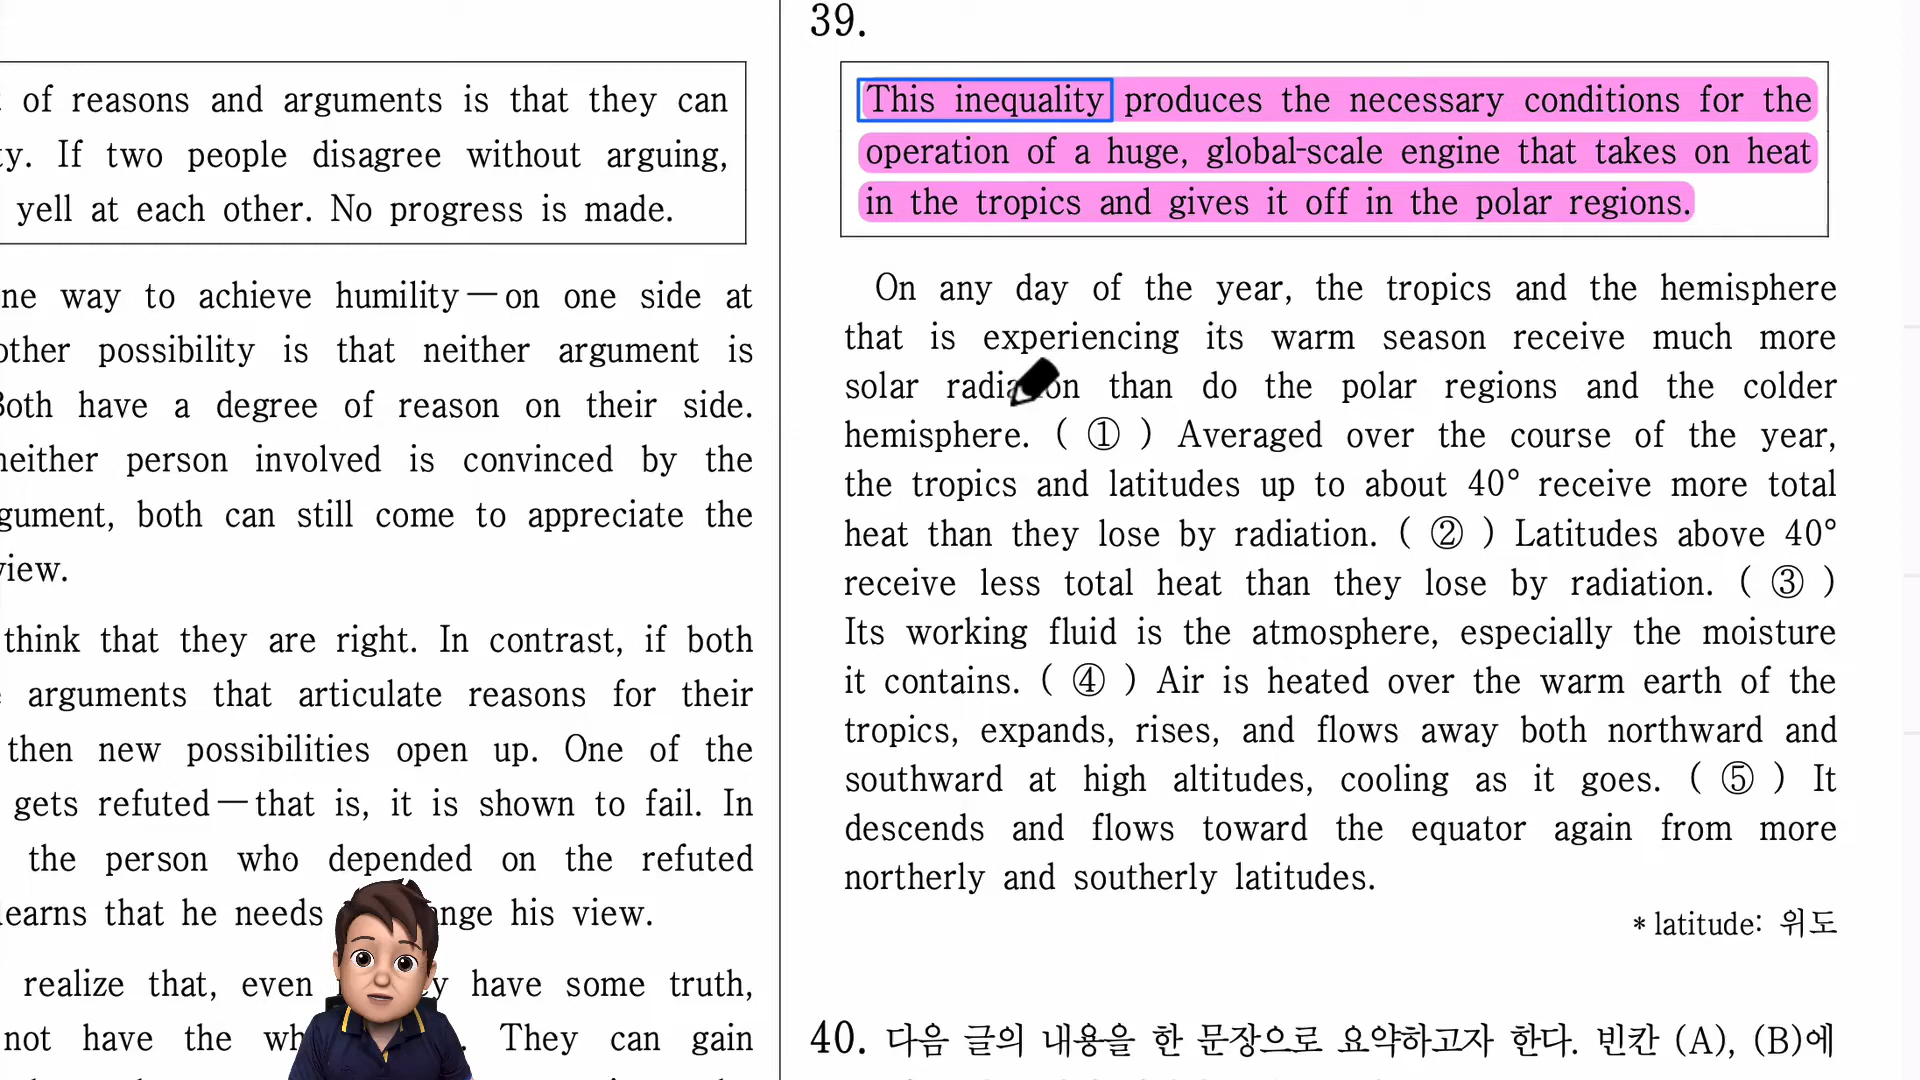 of reasons and arguments is that they can
ty. If two people disagree without arguing,
yell at each other. No progress is made.
ne way to achieve humility—on one side at
other possibility is that neither argument is
Both have a degree of reason on their side.
neither person involved is convinced by the
gument, both can still come to appreciate the
view.
think that they are right. In contrast, if both
arguments that articulate reasons for their
then new possibilities open up. One of the
gets refuted—that is, it is shown to fail. In
the person who depended on the refuted
learns that he needs ange his view.
realize that, even y have some truth,
not have the wh . They can gain
39.
This inequality produces the necessary conditions for the
operation of a huge, global-scale engine that takes on heat
in the tropics and gives it off in the polar regions.
On any day of the year, the tropics and the hemisphere
that is experiencing its warm season receive much more
solar radiation than do the polar regions and the colder
hemisphere. ( ① ) Averaged over the course of the year,
the tropics and latitudes up to about 40° receive more total
heat than they lose by radiation. ( ② ) Latitudes above 40°
receive less total heat than they lose by radiation. ( ③ )
Its working fluid is the atmosphere, especially the moisture
it contains. ( ④ ) Air is heated over the warm earth of the
tropics, expands, rises, and flows away both northward and
southward at high altitudes, cooling as it goes. ( ⑤ ) It
descends and flows toward the equator again from more
northerly and southerly latitudes.
* latitude: 위도
40. 다음 글의 내용을 한 문장으로 요약하고자 한다. 빈칸 (A), (B)에